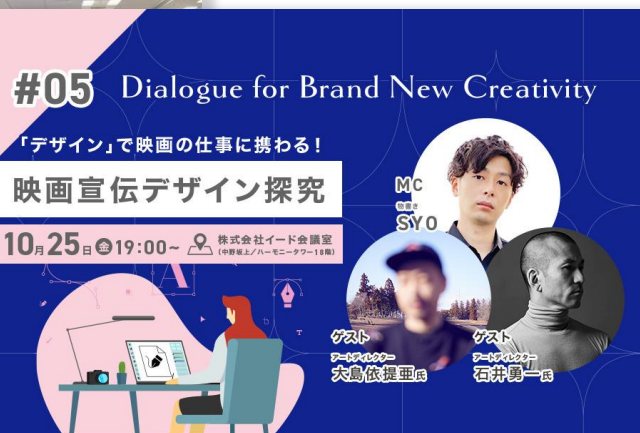 #05 Dialogue for Brand New Creativity
「デザイン」で映画の仕事に携わる!
映画宣伝デザイン探究
10月25日 金 19:00~ 株式会社イード会議室
(中野坂上/ハーモニータワー18階)
MC
物書き
SYO
ゲスト
アートディレクター
大島依提亜氏
ゲスト
アートディレクター
石井勇一氏
A
T